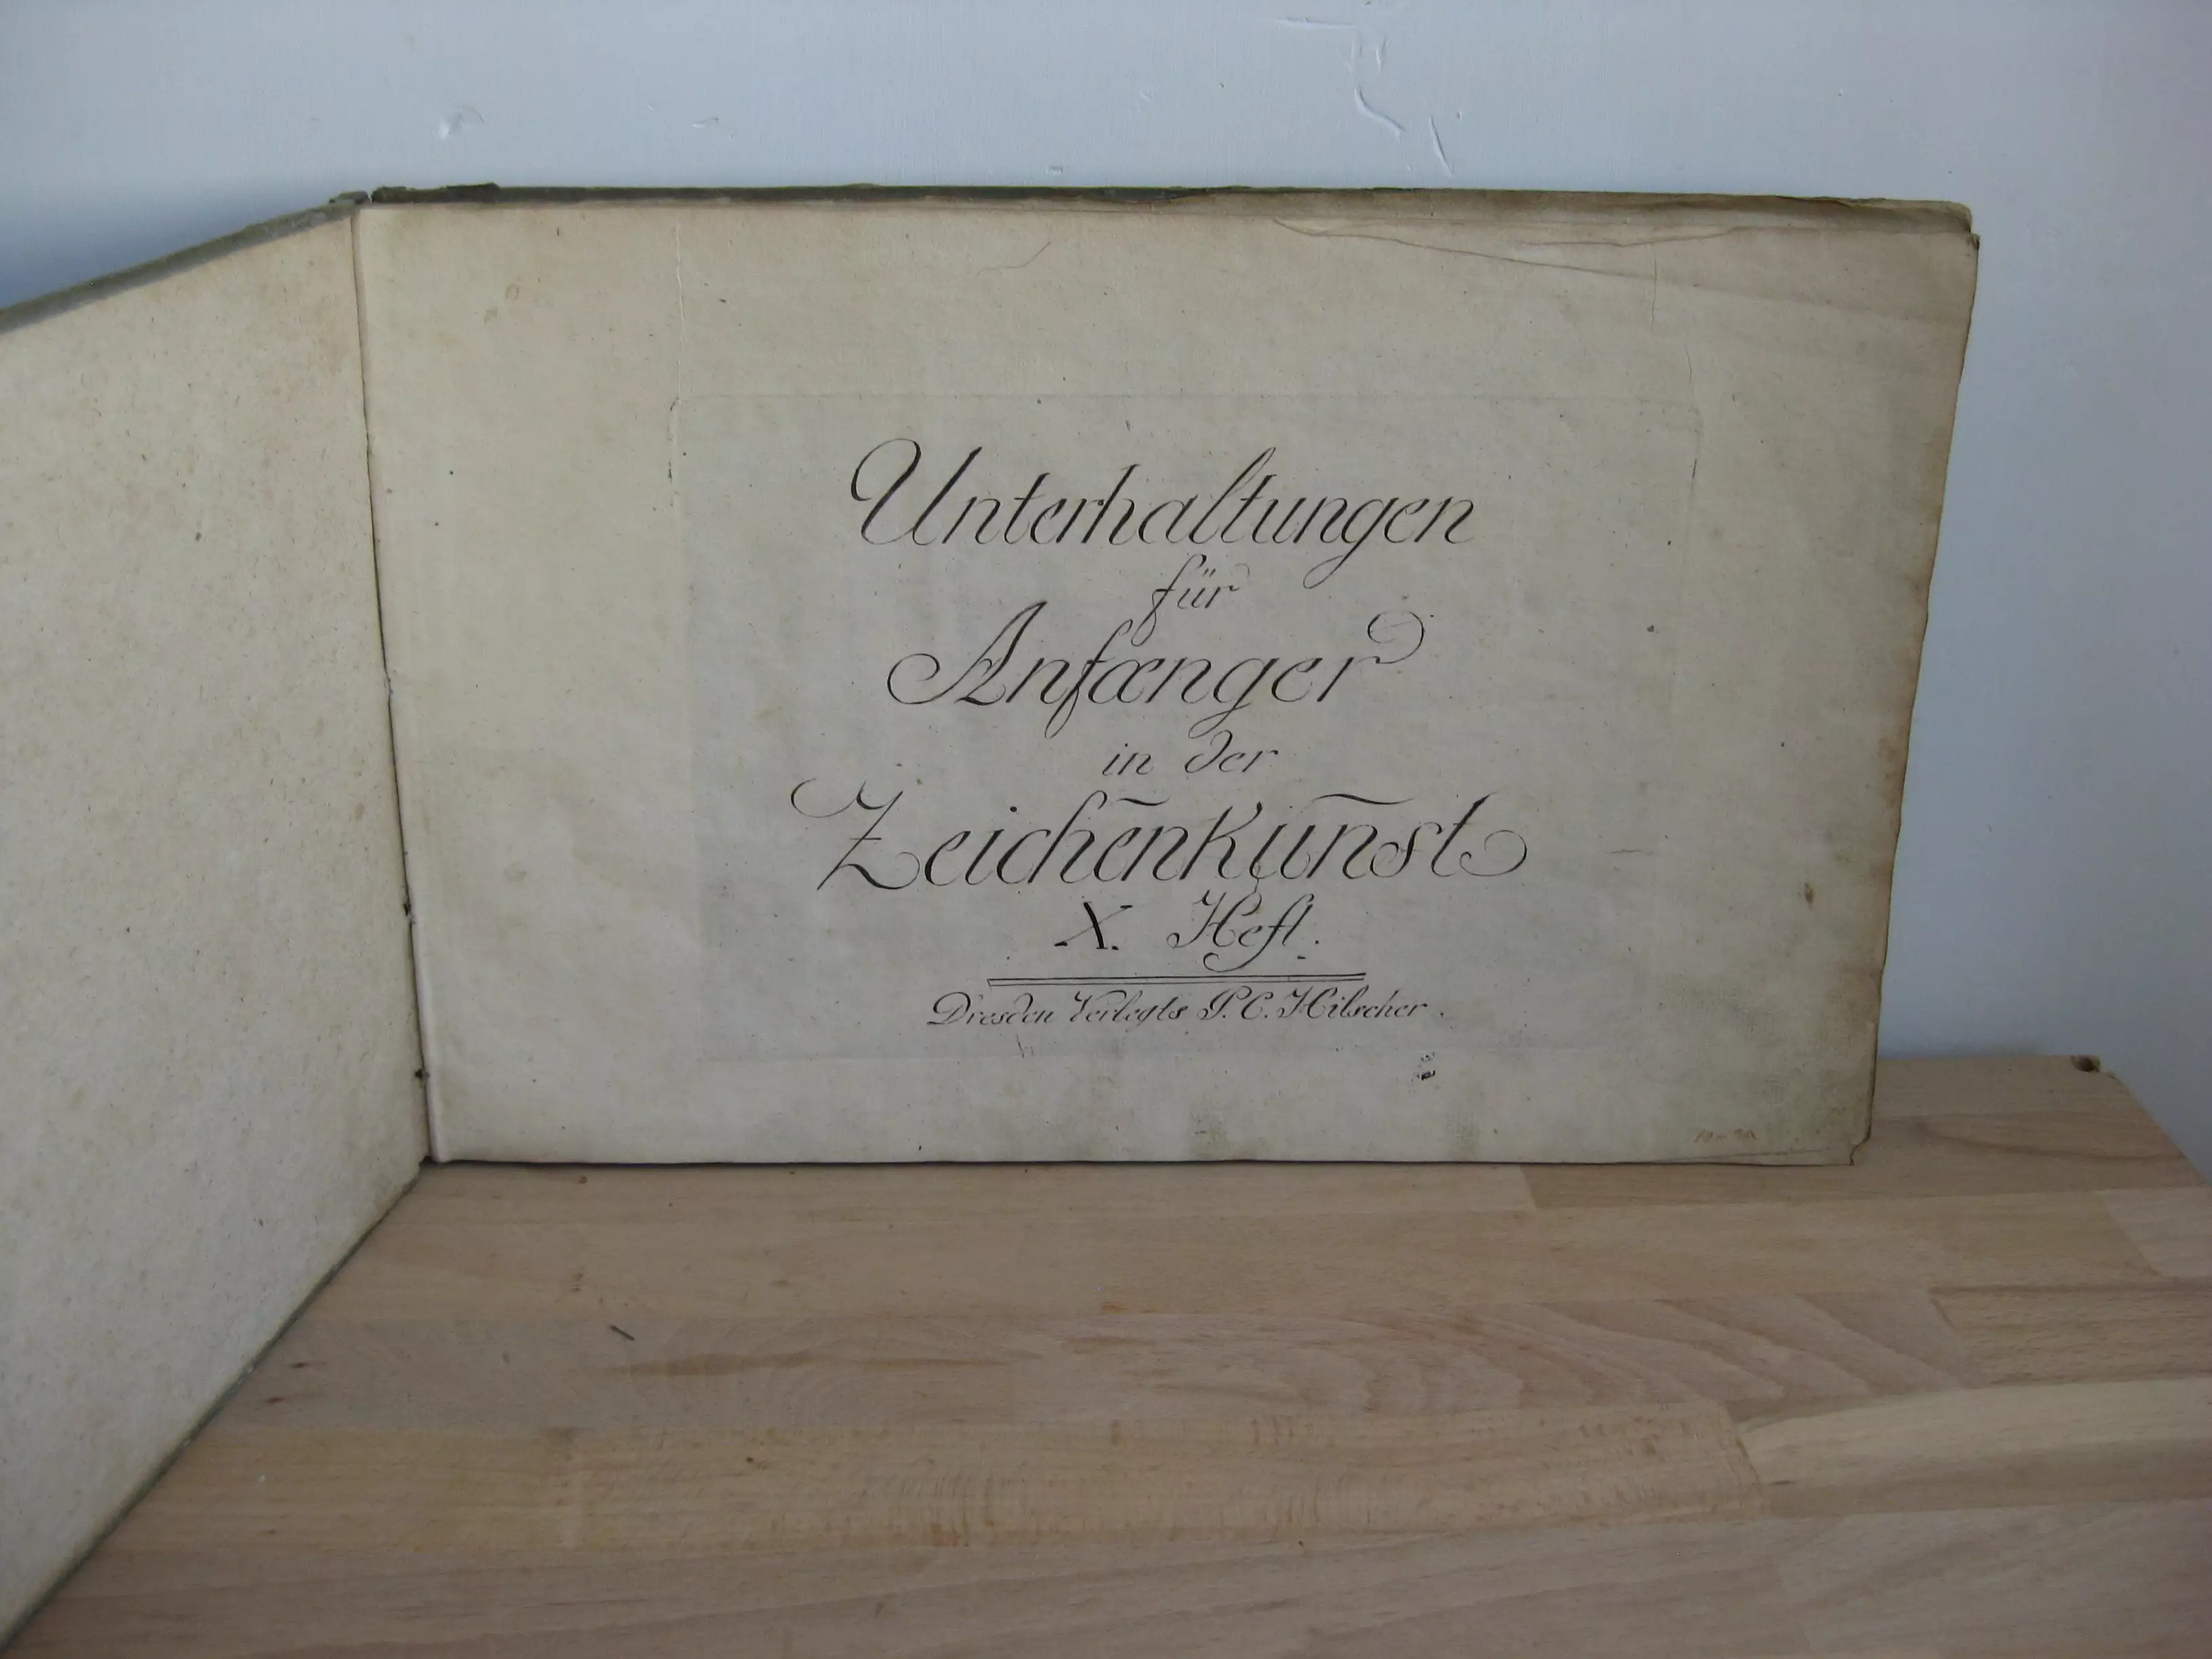 Unterhaltungen
für
Anfænger
in der
Zeichenkunst
X. Heft.
Dresden Verlegts P. C. Hilscher.